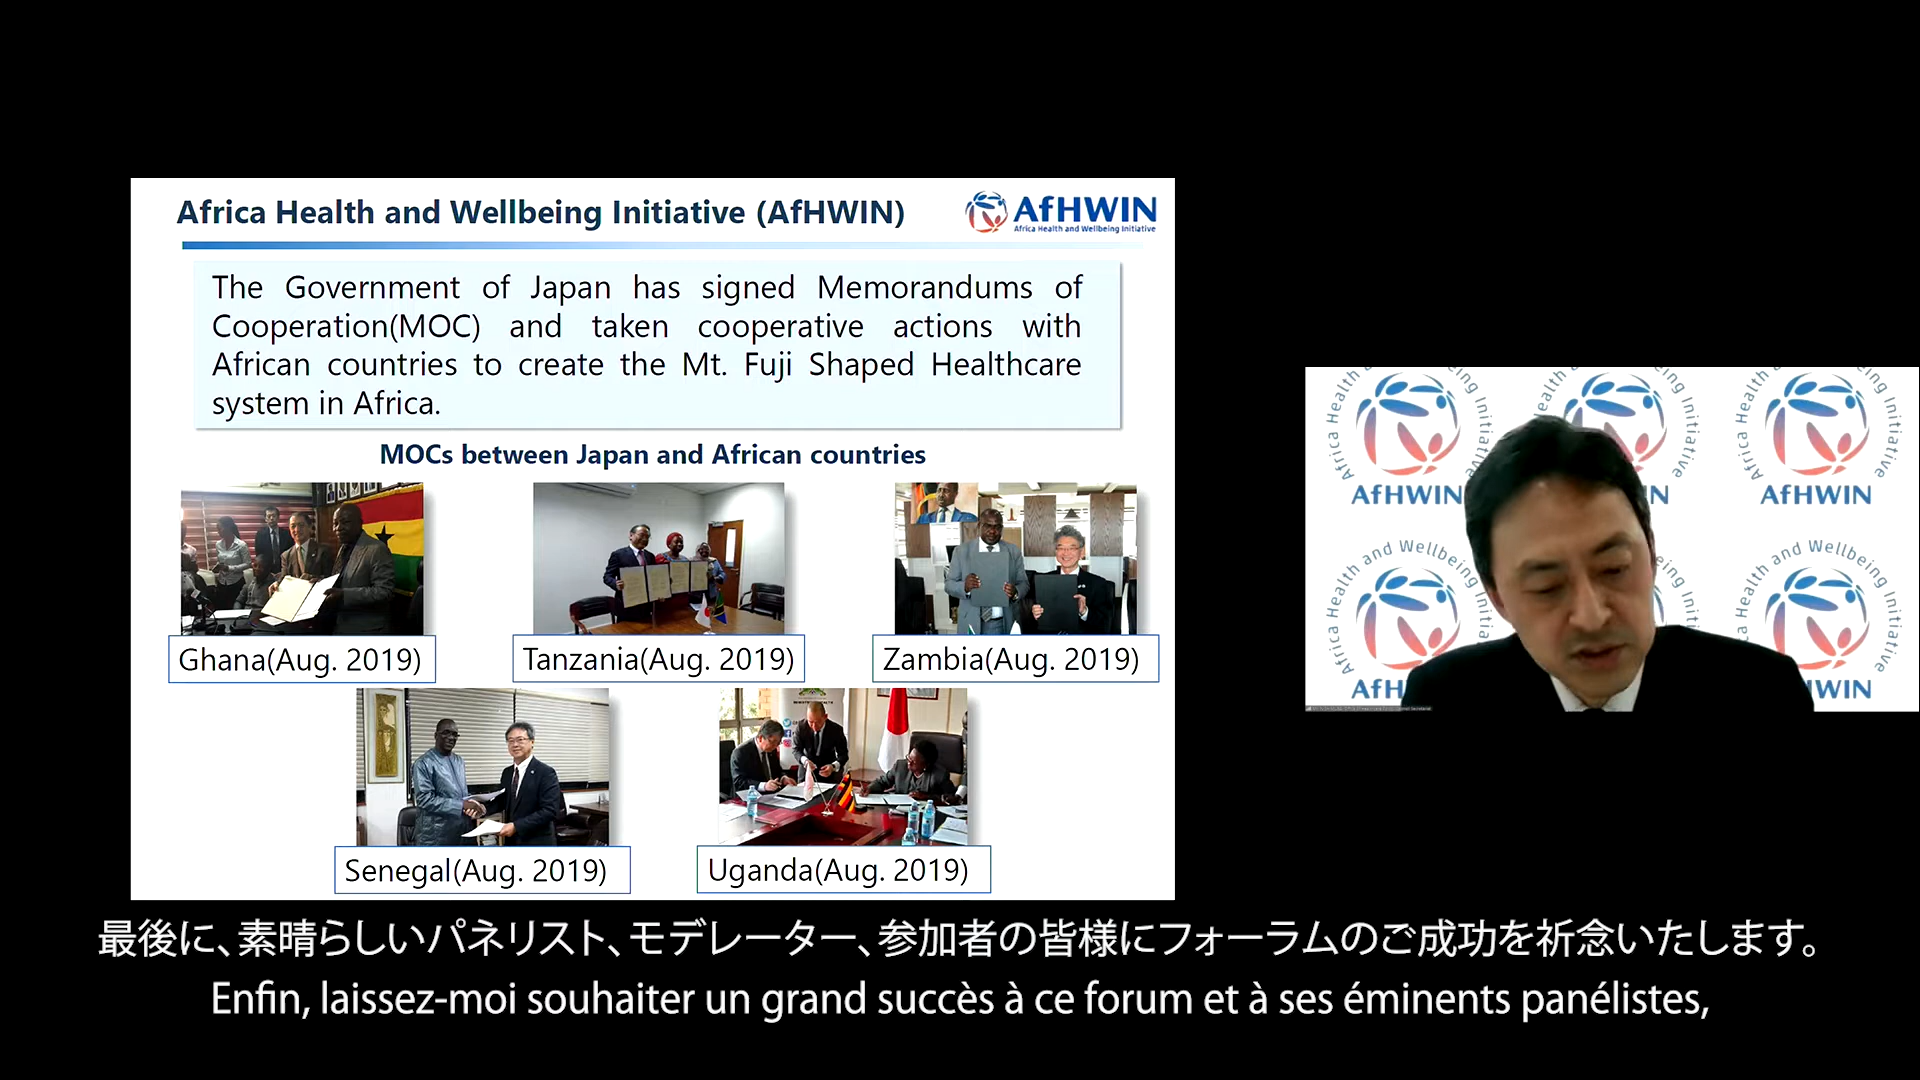 Africa Health and Wellbeing Initiative (AfHWIN)
AfHWIN
Africa Health and Wellbeing Initiative
The Government of Japan has signed Memorandums of
Cooperation(MOC) and taken cooperative actions with
African countries to create the Mt. Fuji Shaped Healthcare
system in Africa.
MOCs between Japan and African countries
Ghana(Aug. 2019)
Tanzania(Aug. 2019)
Zambia(Aug. 2019)
Senegal(Aug. 2019)
Uganda(Aug. 2019)
Africa Health
ing Initiative
AfHWIN
Africa Health and Wellbeing Initiative
AfHWIN
AfHWIN
最後に、素晴らしいパネリスト、モデレーター、参加者の皆様にフォーラムのご成功を祈念いたします。
Enfin, laissez-moi souhaiter un grand succès à ce forum et à ses éminents panélistes,